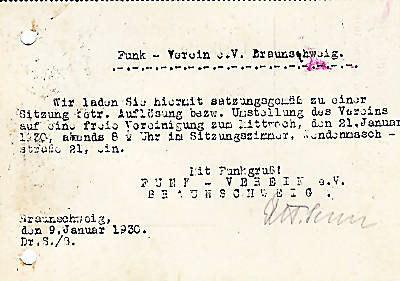 Funk - Verein e.V. Braunschweig.
Wir laden Sie hiermit satzungsgemäß zu einer
Sitzung betr. Auflösung bezw. Umstellung des Vereins
auf eine freie Vereinigung zum Mittwoch, den 21.Januar
1930, abends 8 ½ Uhr im Sitzungszimmer, Wendenmasch-
straße 21, ein.
Mit Funkgruß!
FUNK - VEREIN e.V.
BRAUNSCHWEIG.
Braunschweig,
den 9.Januar 1930.
Dr.S./B.